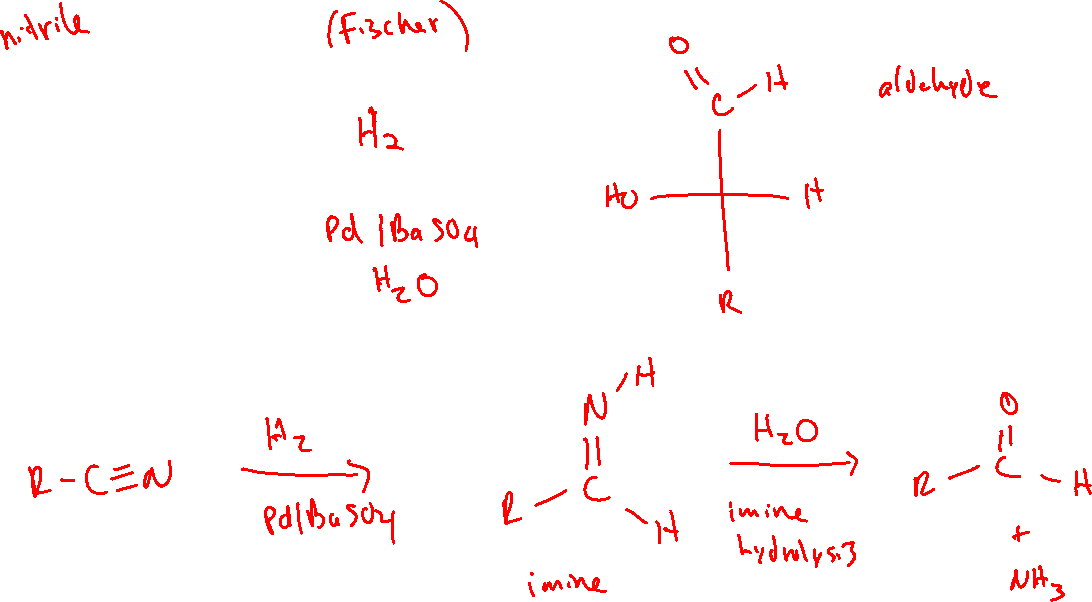 nitrile (Fischer)
O
C H aldehyde
H2
HO H
Pd/BaSO4
H2O
R
N H
H2 H2O O
R-C≡N C R C H
Pd/BaSO4 R H imine
hydrolysis +
imine NH3